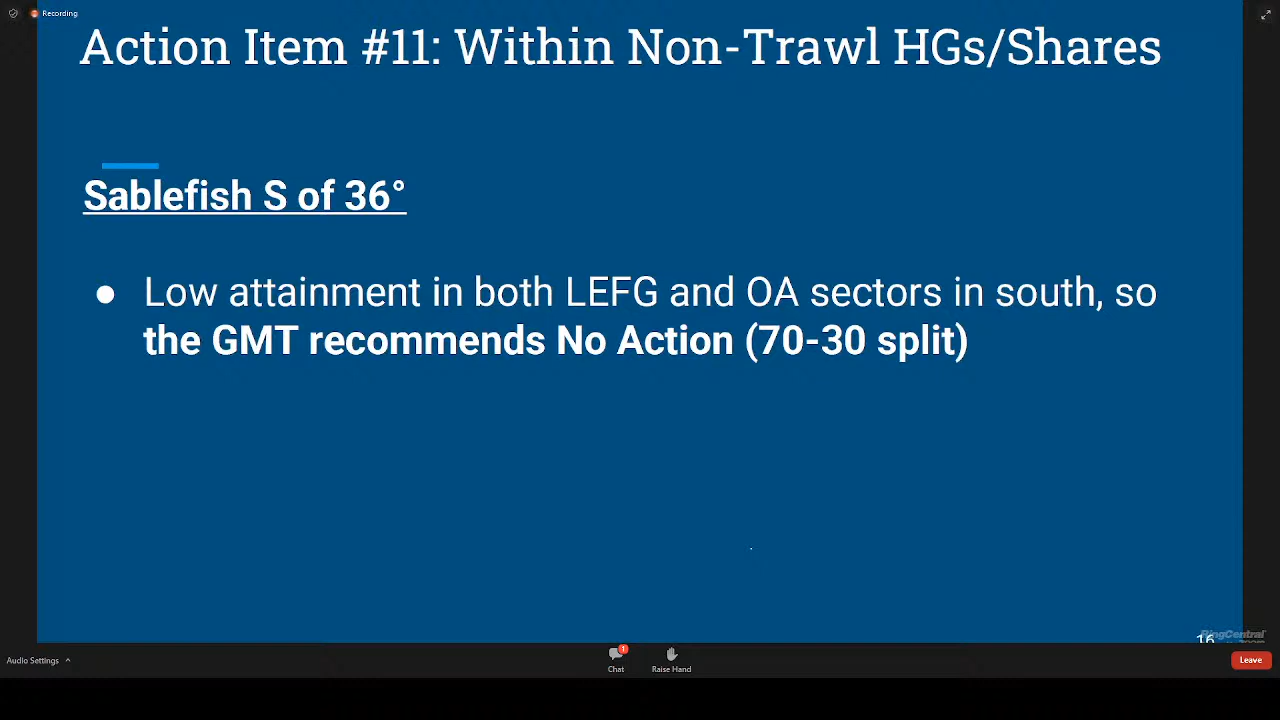 Recording
Action Item #11: Within Non-Trawl HGs/Shares
Sablefish S of 36°
● Low attainment in both LEFG and OA sectors in south, so
the GMT recommends No Action (70-30 split)
16
RingCentral
Audio Settings ^
1
Chat
Raise Hand
Leave